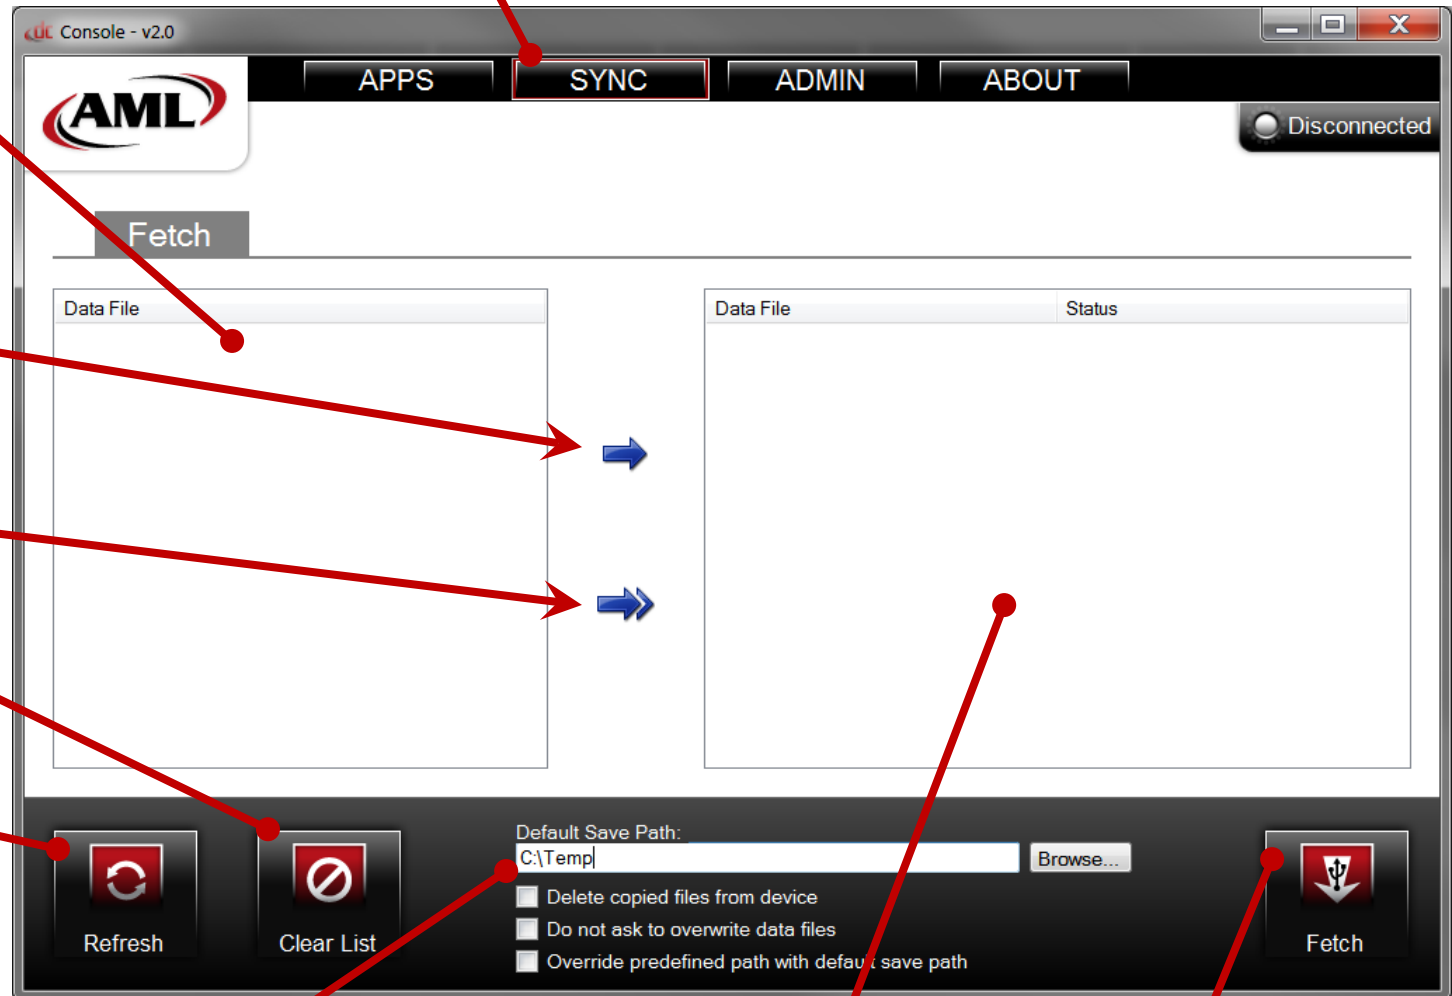 dc Console - v2.0
AML
APPS SYNC ADMIN ABOUT
Disconnected
Fetch
Data File
Data File Status
Default Save Path:
C:\Temp
Browse...
Delete copied files from device
Do not ask to overwrite data files
Override predefined path with default save path
Refresh
Clear List
Fetch